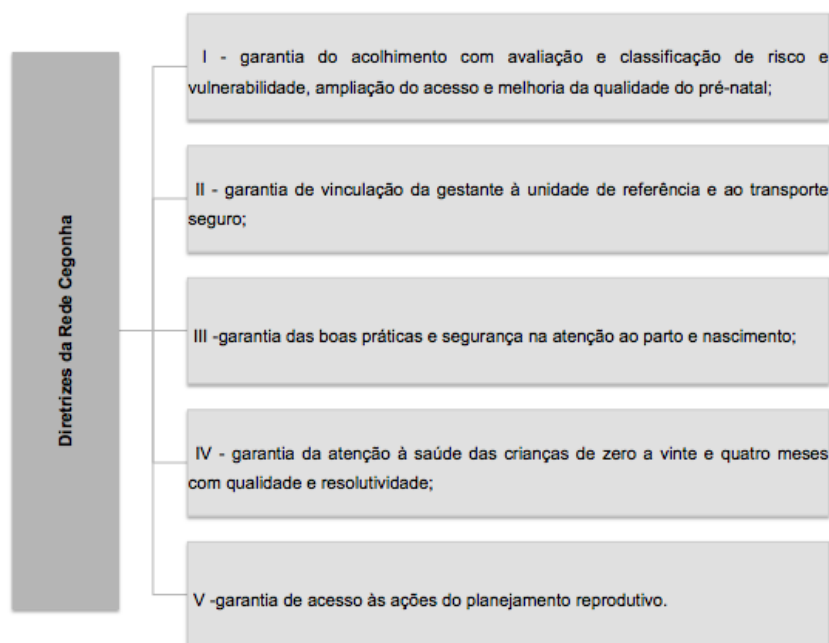 Diretrizes da Rede Cegonha
I - garantia do acolhimento com avaliação e classificação de risco e
vulnerabilidade, ampliação do acesso e melhoria da qualidade do pré-natal;
II - garantia de vinculação da gestante à unidade de referência e ao transporte
seguro;
III -garantia das boas práticas e segurança na atenção ao parto e nascimento;
IV - garantia da atenção à saúde das crianças de zero a vinte e quatro meses
com qualidade e resolutividade;
V -garantia de acesso às ações do planejamento reprodutivo.